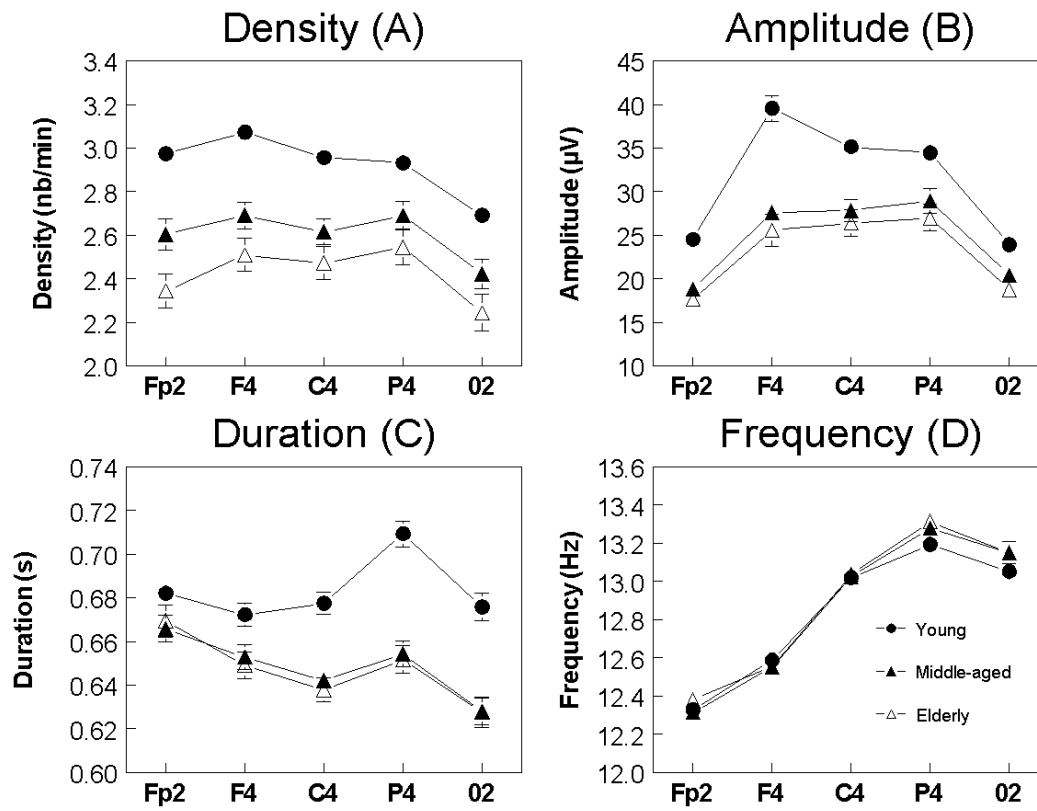 Density (A)
Density (nb/min)
3.4
3.2
3.0
2.8
2.6
2.4
2.2
2.0
Fp2 F4 C4 P4 02
Amplitude (B)
Amplitude (µV)
45
40
35
30
25
20
15
10
Fp2 F4 C4 P4 02
Duration (C)
Duration (s)
0.74
0.72
0.70
0.68
0.66
0.64
0.62
0.60
Fp2 F4 C4 P4 02
Frequency (D)
Frequency (Hz)
13.6
13.4
13.2
13.0
12.8
12.6
12.4
12.2
12.0
Young
Middle-aged
Elderly
Fp2 F4 C4 P4 02